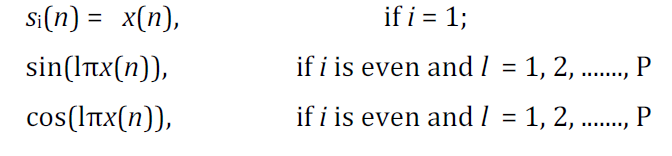 sᵢ(n) = x(n), if i = 1;
sin(lπx(n)), if i is even and l = 1, 2, ......., P
cos(lπx(n)), if i is even and l = 1, 2, ......., P